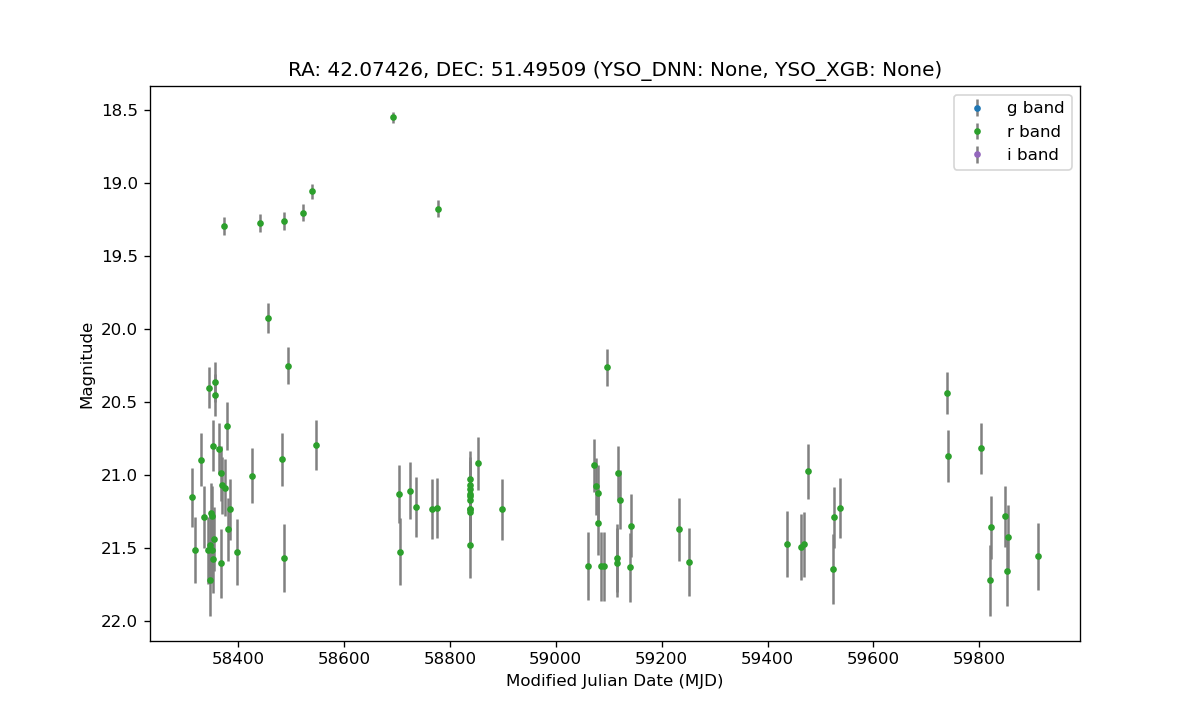 RA: 42.07426, DEC: 51.49509 (YSO_DNN: None, YSO_XGB: None)
g band
r band
i band
18.5
19.0
19.5
20.0
20.5
21.0
21.5
22.0
Magnitude
58400 58600 58800 59000 59200 59400 59600 59800
Modified Julian Date (MJD)